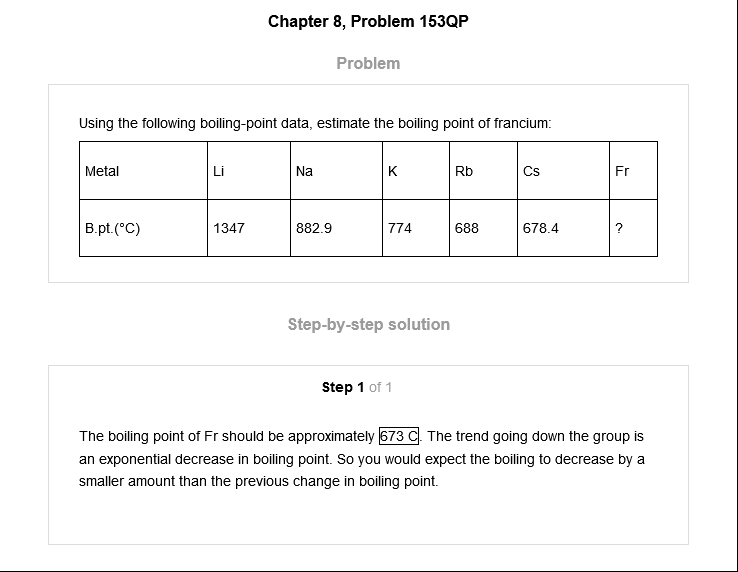 Chapter 8, Problem 153QP
Problem
Using the following boiling-point data, estimate the boiling point of francium:
Metal Li Na K Rb Cs Fr
B.pt.(°C) 1347 882.9 774 688 678.4 ?
Step-by-step solution
Step 1 of 1
The boiling point of Fr should be approximately 673 C. The trend going down the group is
an exponential decrease in boiling point. So you would expect the boiling to decrease by a
smaller amount than the previous change in boiling point.